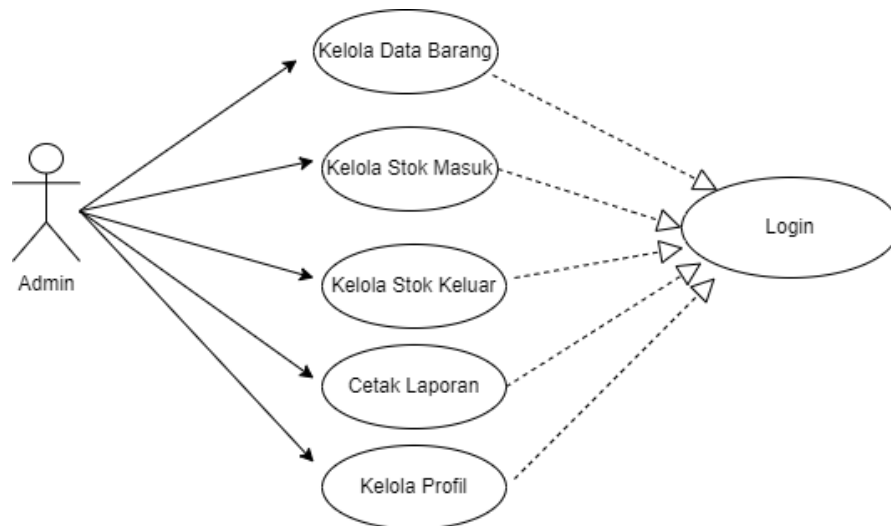 Kelola Data Barang
Kelola Stok Masuk
Login
Admin
Kelola Stok Keluar
Cetak Laporan
Kelola Profil